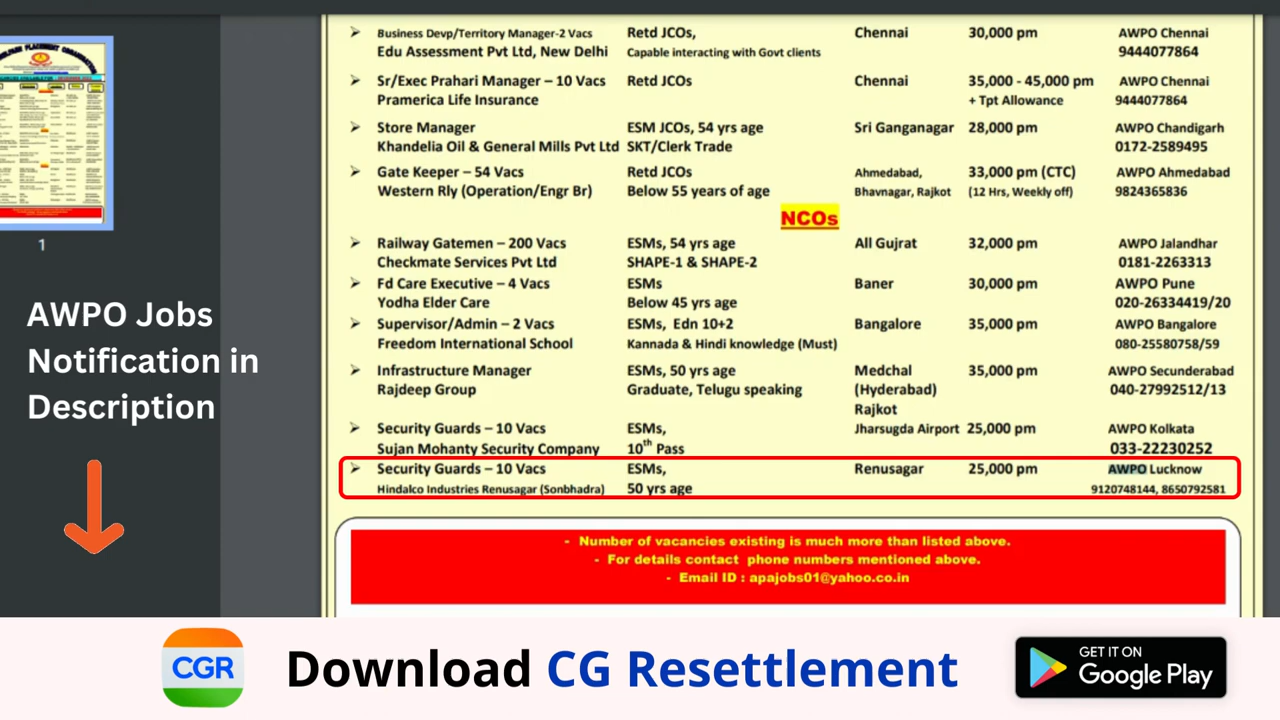 Business Devp/Territory Manager-2 Vacs Retd JCOs, Chennai 30,000 pm AWPO Chennai
Edu Assessment Pvt Ltd, New Delhi Capable interacting with Govt clients 9444077864
Sr/Exec Prahari Manager – 10 Vacs Retd JCOs Chennai 35,000 - 45,000 pm AWPO Chennai
Pramerica Life Insurance + Tpt Allowance 9444077864
Store Manager ESM JCOs, 54 yrs age Sri Ganganagar 28,000 pm AWPO Chandigarh
Khandelia Oil & General Mills Pvt Ltd SKT/Clerk Trade 0172-2589495
Gate Keeper – 54 Vacs Retd JCOs Ahmedabad, 33,000 pm (CTC) AWPO Ahmedabad
Western Rly (Operation/Engr Br) Below 55 years of age Bhavnagar, Rajkot (12 Hrs, Weekly off) 9824365836
NCOs
Railway Gatemen – 200 Vacs ESMs, 54 yrs age All Gujrat 32,000 pm AWPO Jalandhar
Checkmate Services Pvt Ltd SHAPE-1 & SHAPE-2 0181-2263313
Fd Care Executive – 4 Vacs ESMs Baner 30,000 pm AWPO Pune
Yodha Elder Care Below 45 yrs age 020-26334419/20
Supervisor/Admin – 2 Vacs ESMs, Edn 10+2 Bangalore 35,000 pm AWPO Bangalore
Freedom International School Kannada & Hindi knowledge (Must) 080-25580758/59
Infrastructure Manager ESMs, 50 yrs age Medchal 35,000 pm AWPO Secunderabad
Rajdeep Group Graduate, Telugu speaking (Hyderabad) 040-27992512/13
Rajkot
Security Guards – 10 Vacs ESMs, Jharsugda Airport 25,000 pm AWPO Kolkata
Sujan Mohanty Security Company 10th Pass 033-22230252
Security Guards – 10 Vacs ESMs, Renusagar 25,000 pm AWPO Lucknow
Hindalco Industries Renusagar (Sonbhadra) 50 yrs age 9120748144, 8650792581
- Number of vacancies existing is much more than listed above.
- For details contact phone numbers mentioned above.
- Email ID : apajobs01@yahoo.co.in
1
AWPO Jobs
Notification in
Description
CGR
Download CG Resettlement
GET IT ON
Google Play